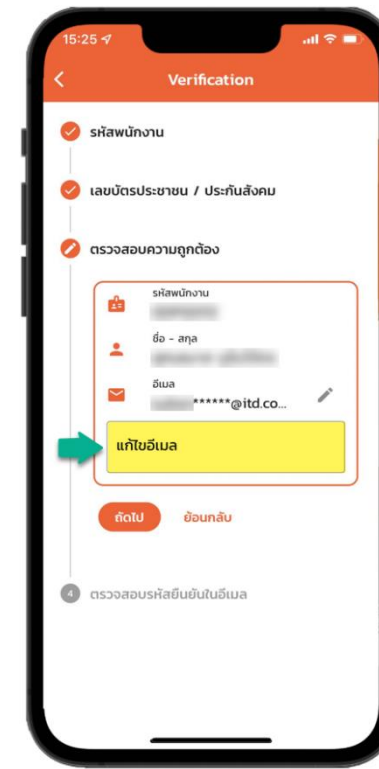 15:25
Verification
รหัสพนักงาน
เลขบัตรประชาชน / ประกันสังคม
ตรวจสอบความถูกต้อง
รหัสพนักงาน
ชื่อ - สกุล
อีเมล
******@itd.co...
แก้ไขอีเมล
ถัดไป ย้อนกลับ
4 ตรวจสอบรหัสยืนยันในอีเมล